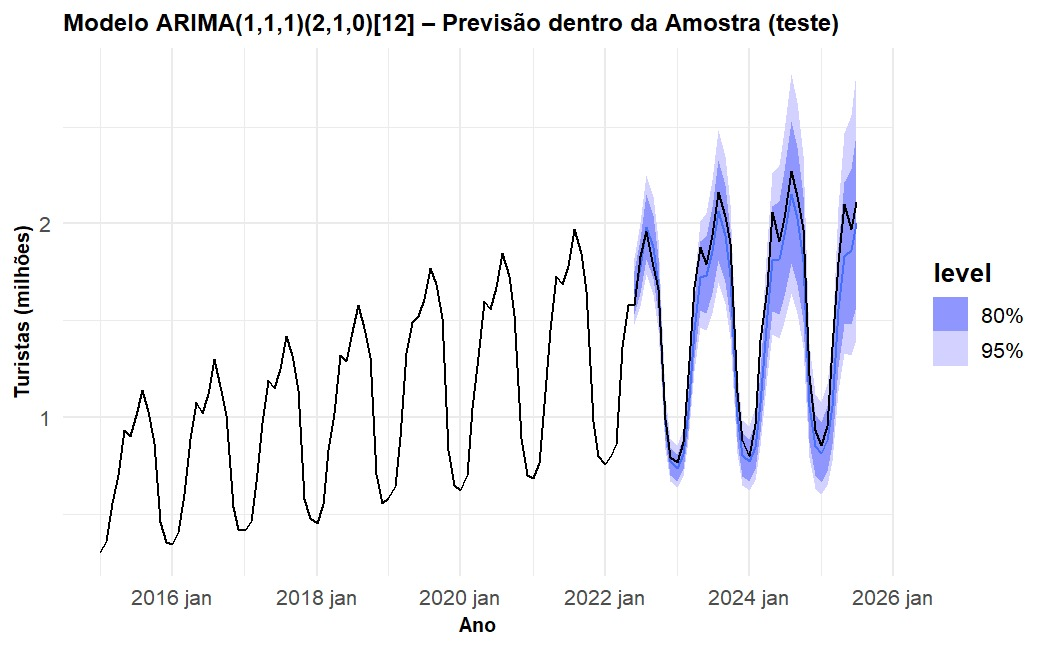 Modelo ARIMA(1,1,1)(2,1,0)[12] – Previsão dentro da Amostra (teste)
Turistas (milhões)
2
1
level
80%
95%
2016 jan
2018 jan
2020 jan
2022 jan
2024 jan
2026 jan
Ano